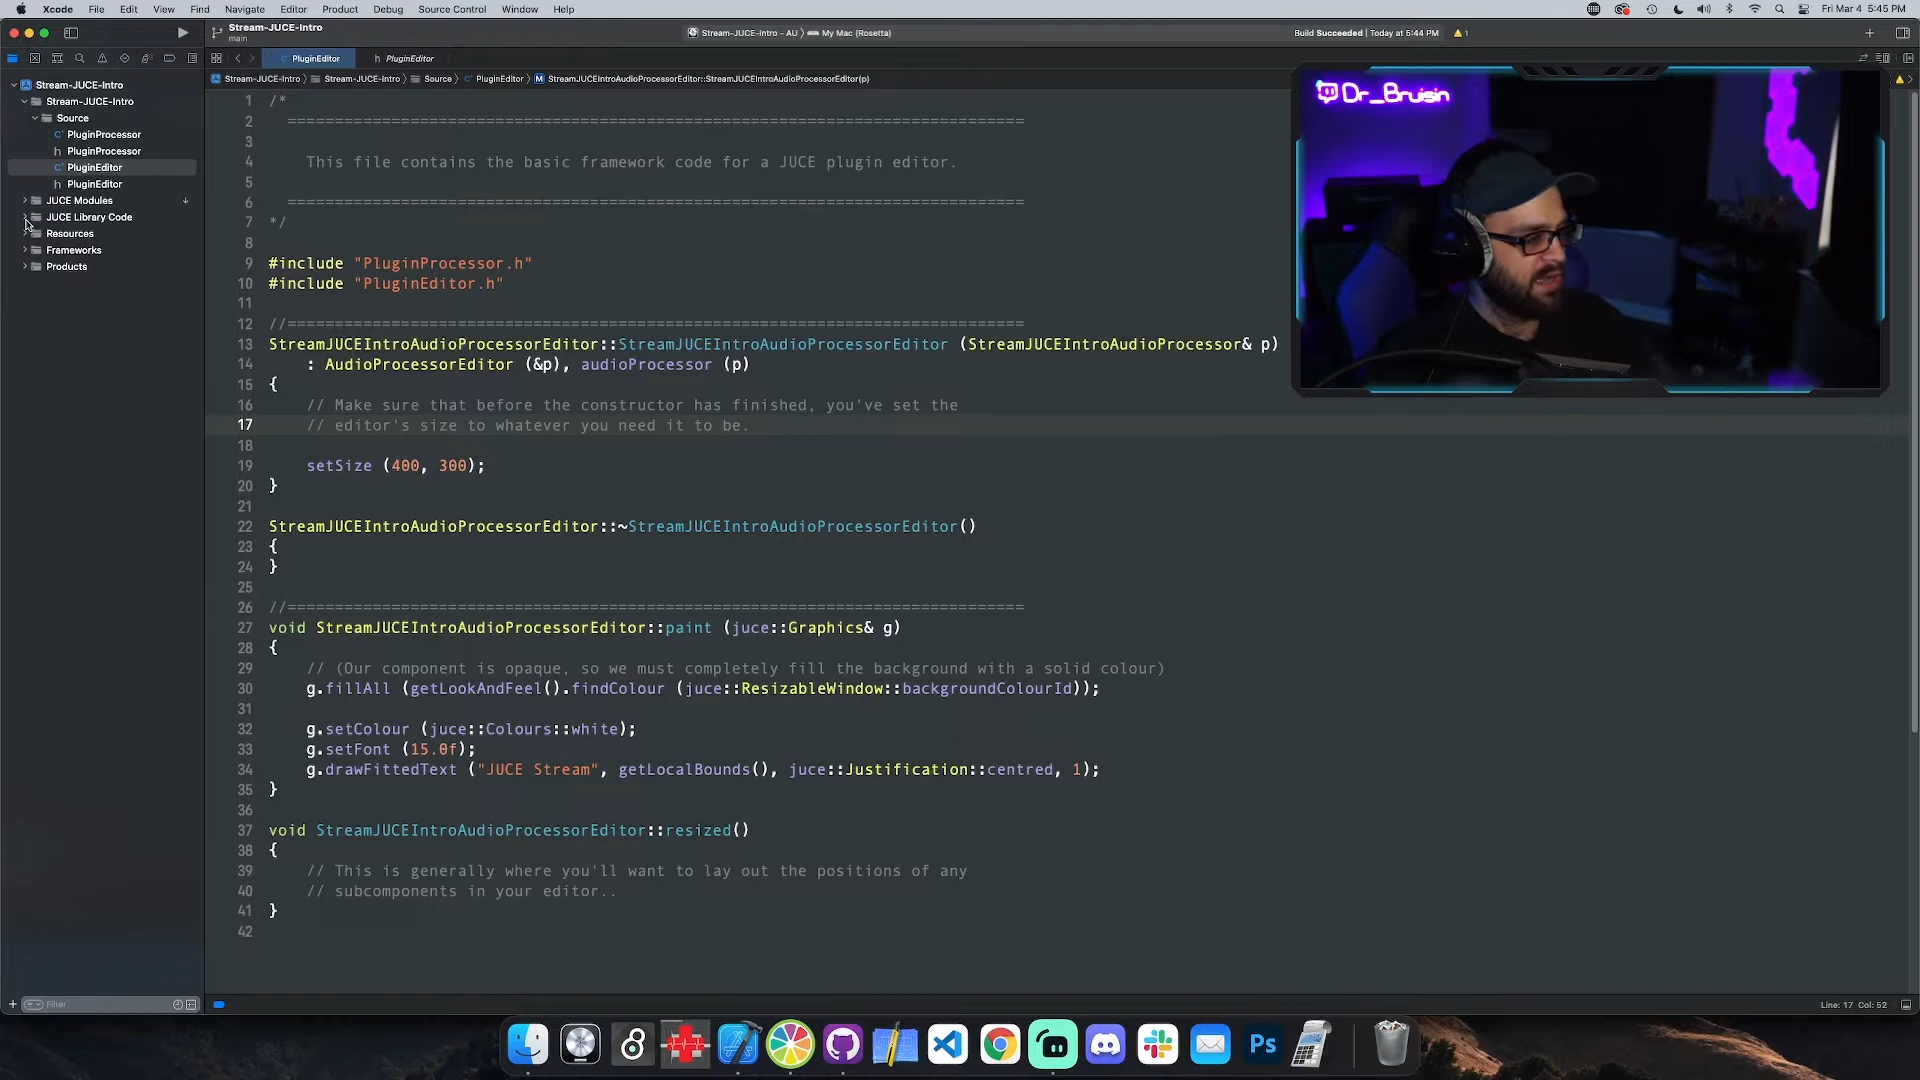 Xcode File Edit View Find Navigate Editor Product Debug Source Control Window Help Fri Mar 4 5:45 PM
Stream-JUCE-Intro
main
Stream-JUCE-Intro - AU My Mac (Rosetta)
Build Succeeded | Today at 5:44 PM 1
PluginEditor PluginEditor
Stream-JUCE-Intro Stream-JUCE-Intro Source PluginEditor StreamJUCEIntroAudioProcessorEditor::StreamJUCEIntroAudioProcessorEditor(p)
Stream-JUCE-Intro
Stream-JUCE-Intro
Source
PluginProcessor
PluginProcessor
PluginEditor
PluginEditor
JUCE Modules
JUCE Library Code
Resources
Frameworks
Products
Filter
1 /*
2 ==============================================================================
3
4 This file contains the basic framework code for a JUCE plugin editor.
5
6 ==============================================================================
7 */
8
9 #include "PluginProcessor.h"
10 #include "PluginEditor.h"
11
12 //==============================================================================
13 StreamJUCEIntroAudioProcessorEditor::StreamJUCEIntroAudioProcessorEditor (StreamJUCEIntroAudioProcessor& p)
14 : AudioProcessorEditor (&p), audioProcessor (p)
15 {
16 // Make sure that before the constructor has finished, you've set the
17 // editor's size to whatever you need it to be.
18
19 setSize (400, 300);
20 }
21
22 StreamJUCEIntroAudioProcessorEditor::~StreamJUCEIntroAudioProcessorEditor()
23 {
24 }
25
26 //==============================================================================
27 void StreamJUCEIntroAudioProcessorEditor::paint (juce::Graphics& g)
28 {
29 // (Our component is opaque, so we must completely fill the background with a solid colour)
30 g.fillAll (getLookAndFeel().findColour (juce::ResizableWindow::backgroundColourId));
31
32 g.setColour (juce::Colours::white);
33 g.setFont (15.0f);
34 g.drawFittedText ("JUCE Stream", getLocalBounds(), juce::Justification::centred, 1);
35 }
36
37 void StreamJUCEIntroAudioProcessorEditor::resized()
38 {
39 // This is generally where you'll want to lay out the positions of any
40 // subcomponents in your editor..
41 }
42
Dr_Bruisin
Line: 17 Col: 52
Ps